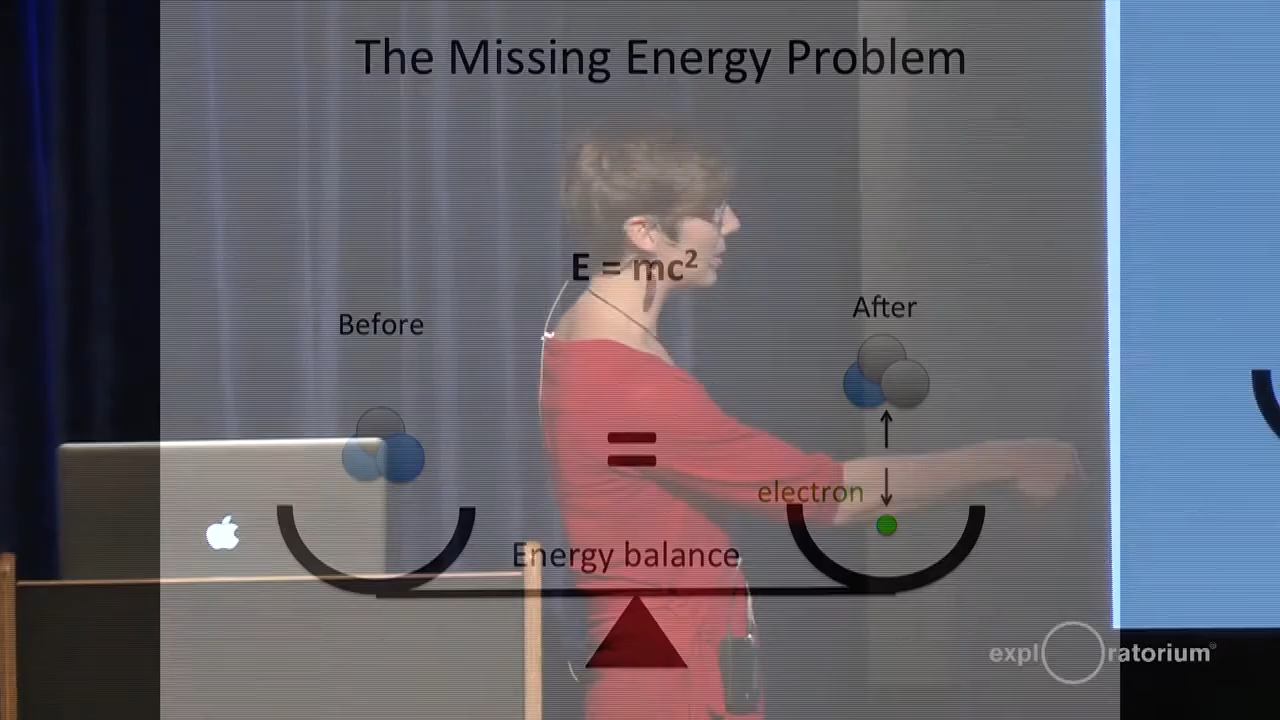 The Missing Energy Problem
E = mc²
Before
After
=
electron
Energy balance
exploratorium®